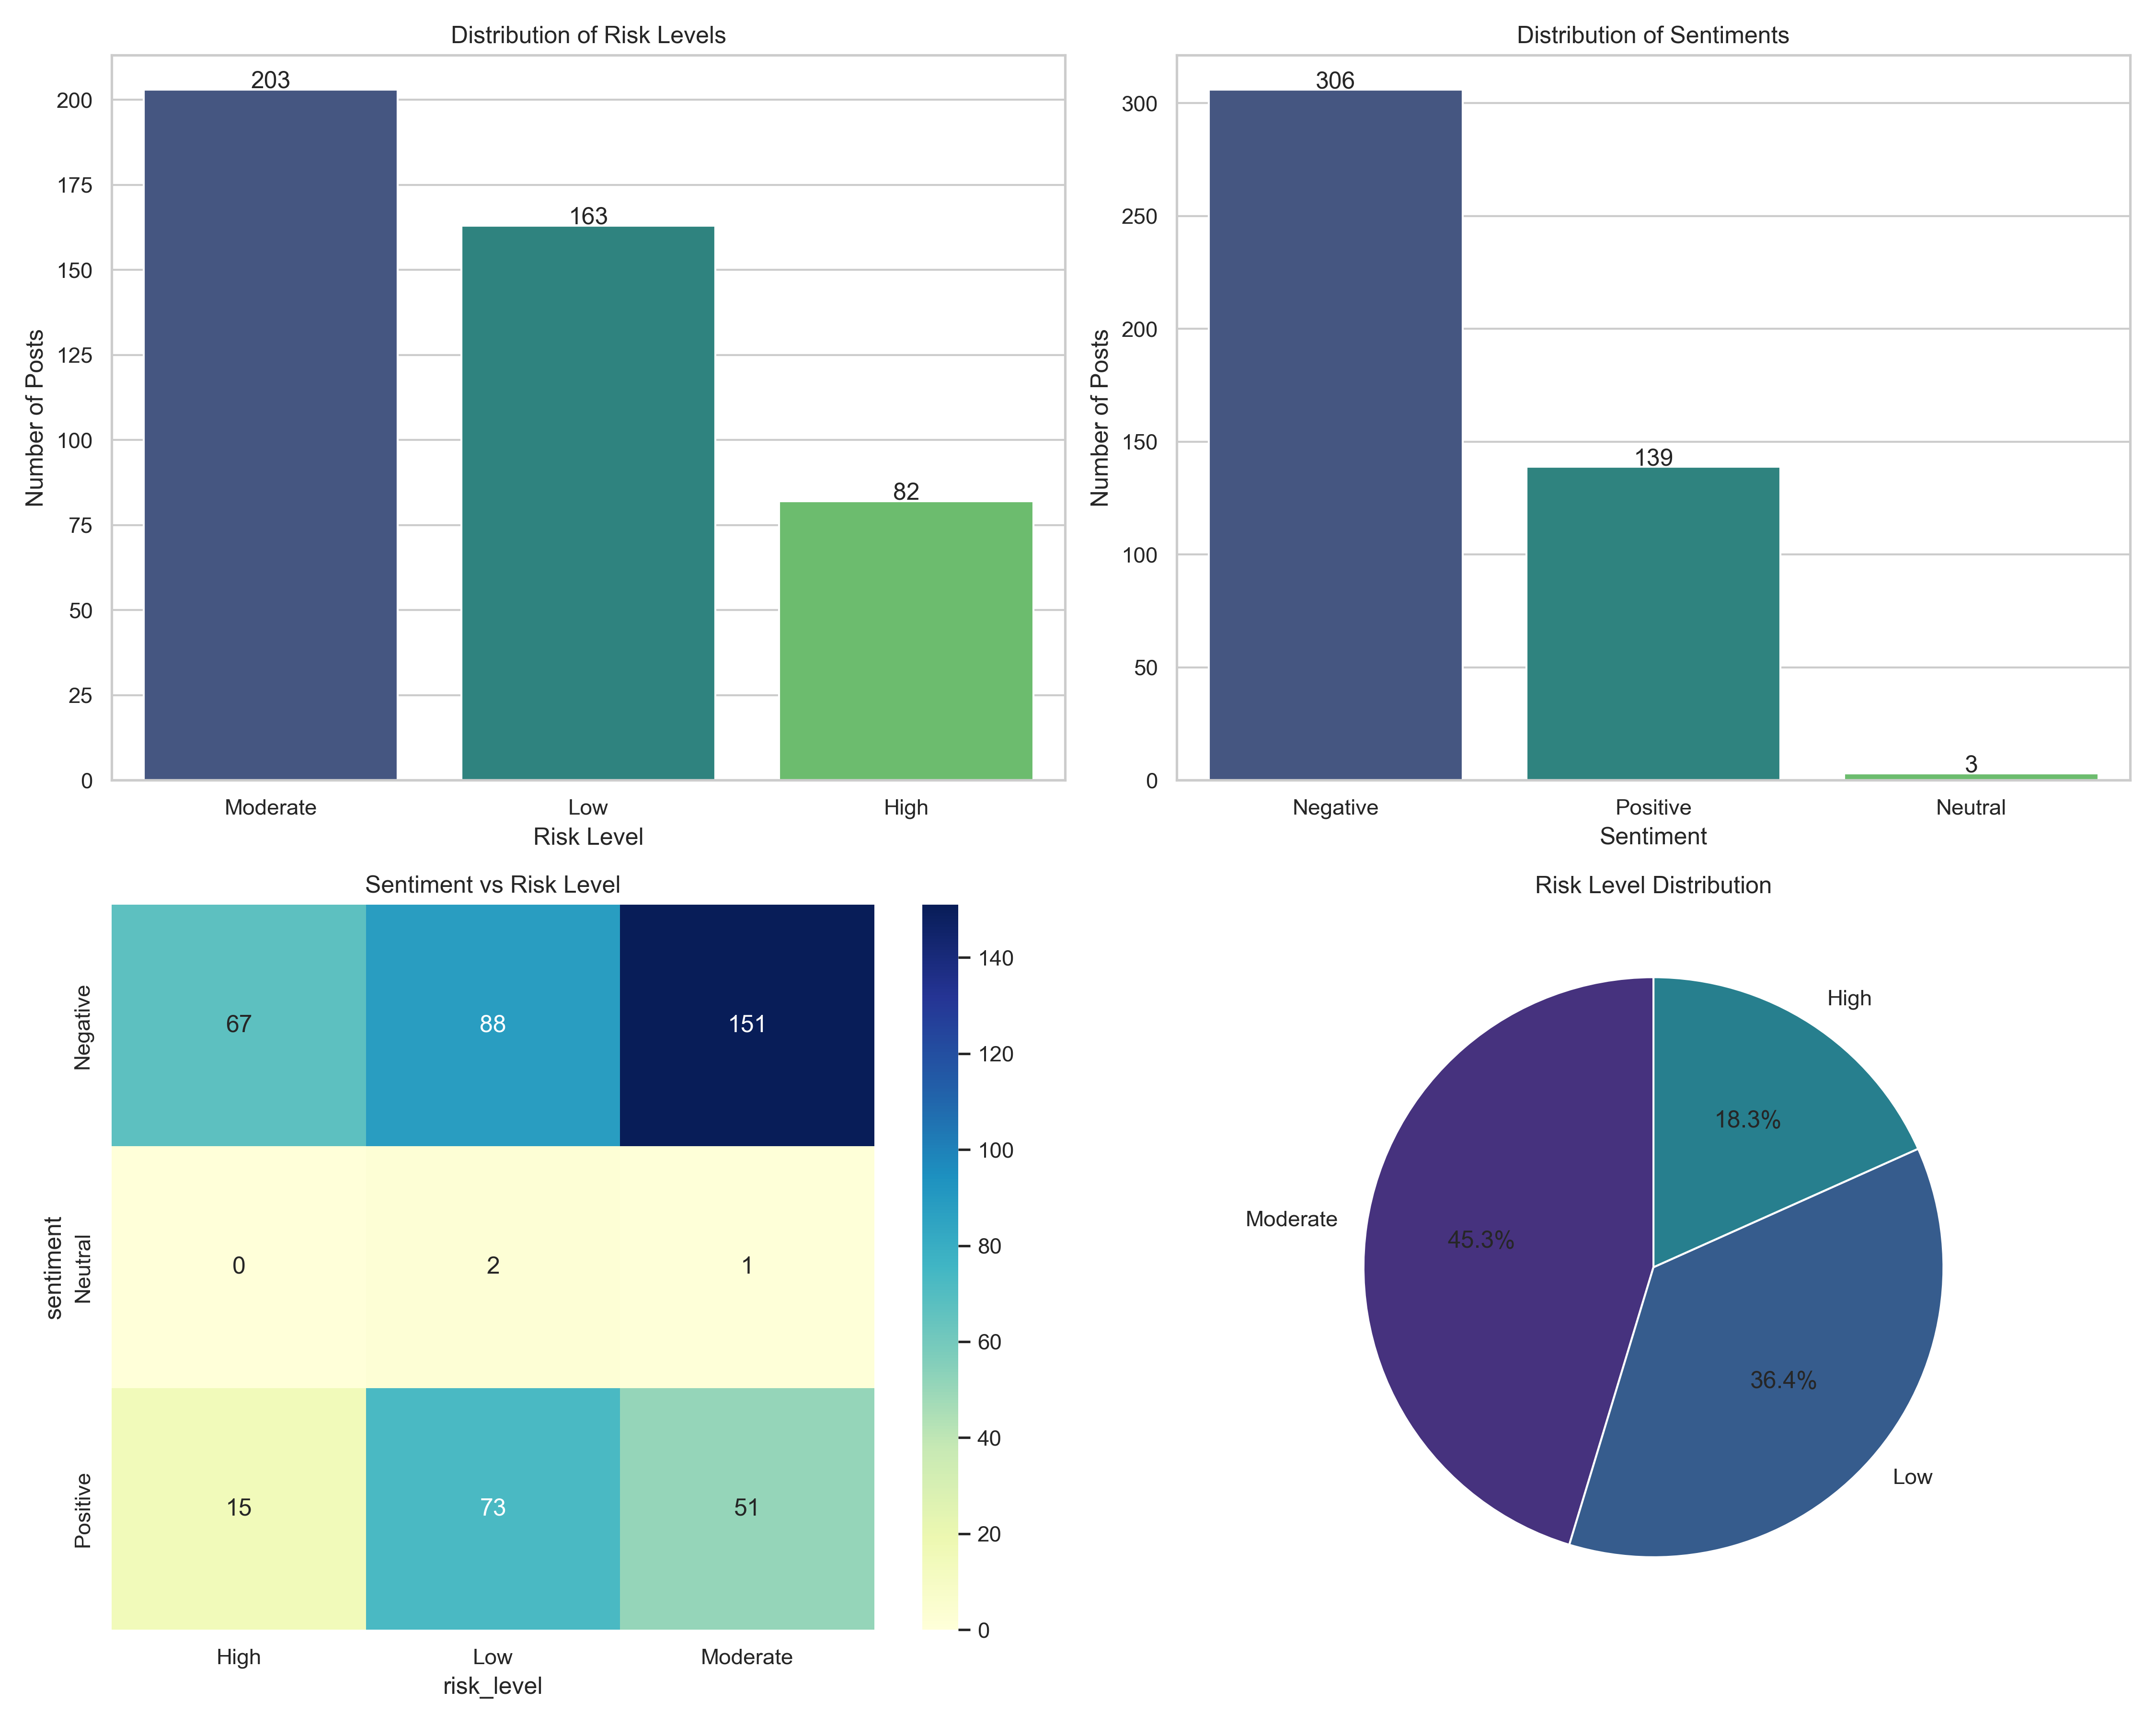 Distribution of Risk Levels
Number of Posts
200
175
150
125
100
75
50
25
0
203
163
82
Moderate Low High
Risk Level
Distribution of Sentiments
Number of Posts
300
250
200
150
100
50
0
306
139
3
Negative Positive Neutral
Sentiment
Sentiment vs Risk Level
sentiment
Negative
67 88 151
Neutral
0 2 1
Positive
15 73 51
High Low Moderate
risk_level
140
120
100
80
60
40
20
0
Risk Level Distribution
High
18.3%
Moderate
45.3%
36.4%
Low